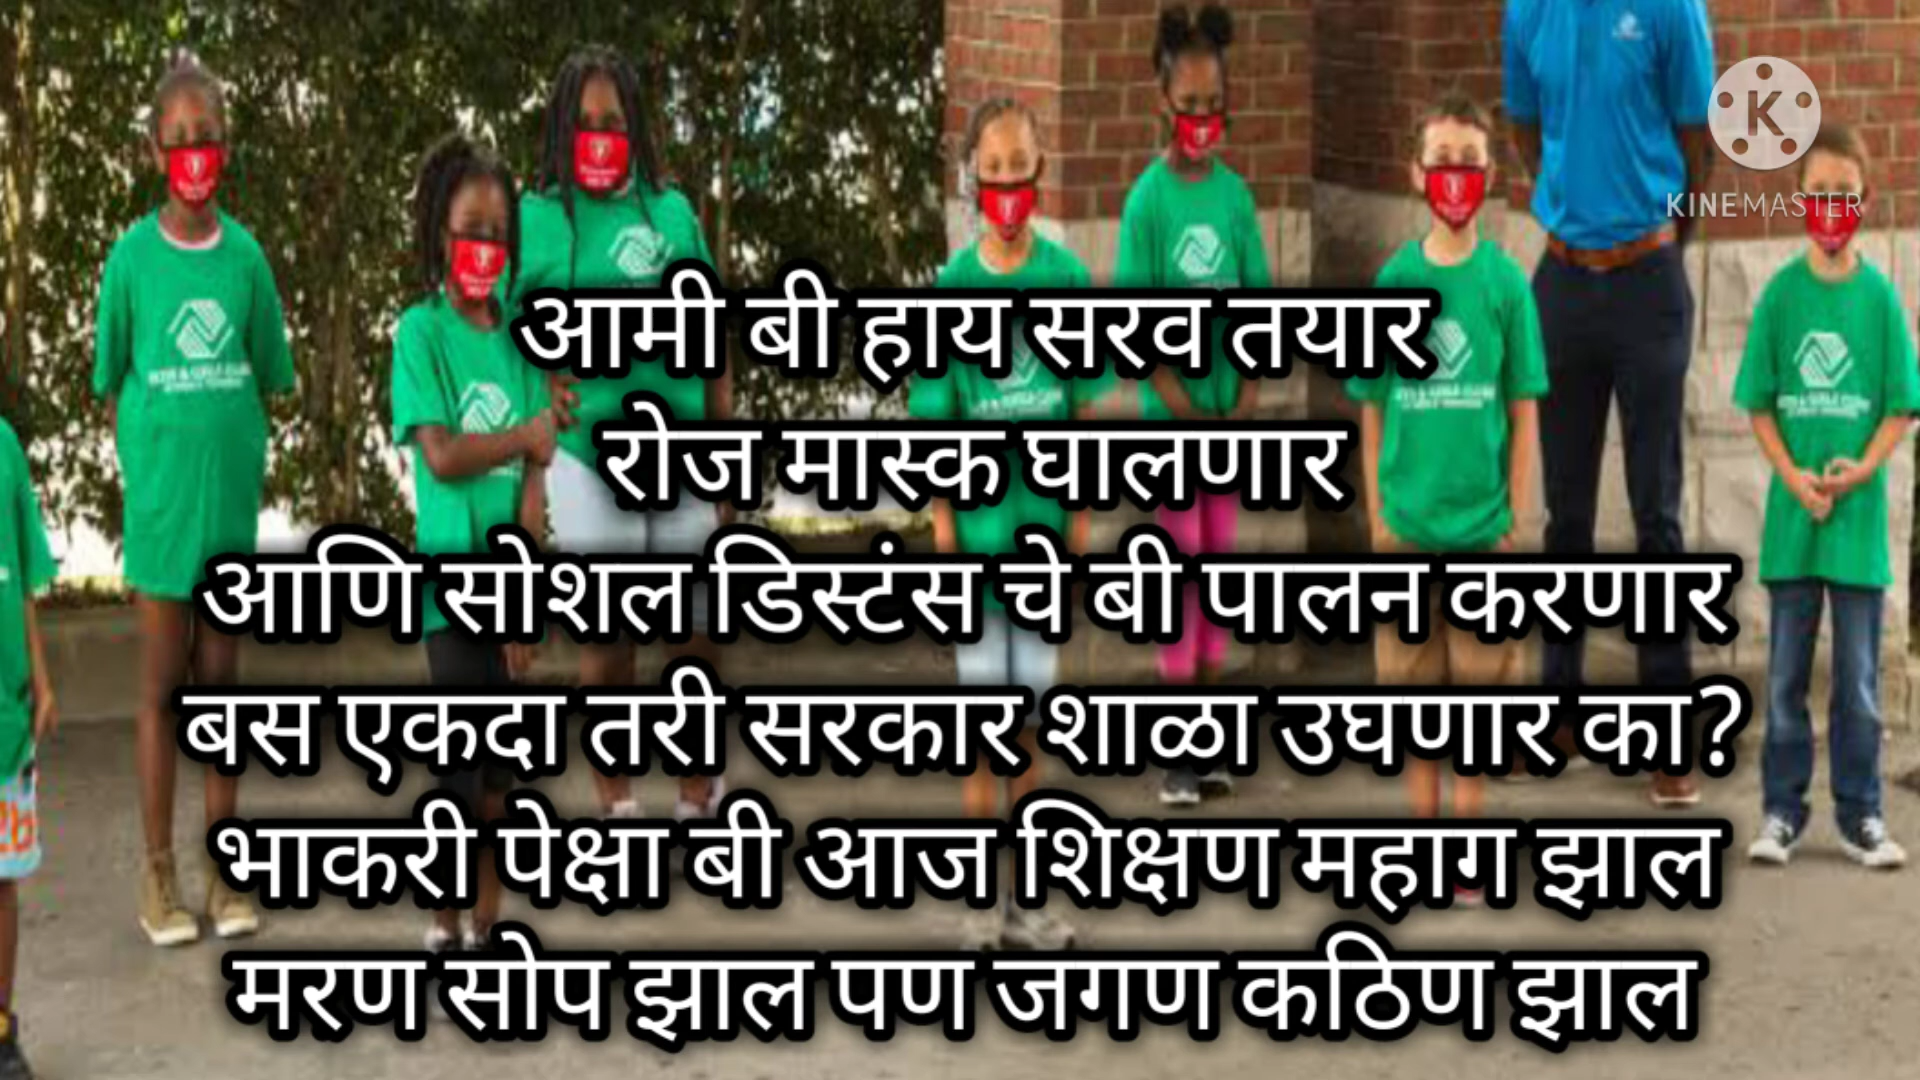 KINEMASTER
आमी बी हाय सरव तयार
रोज मास्क घालणार
आणि सोशल डिस्टंस चे बी पालन करणार
बस एकदा तरी सरकार शाळा उघणार का?
भाकरी पेक्षा बी आज शिक्षण महाग झाल
मरण सोप झाल पण जगण कठिण झाल